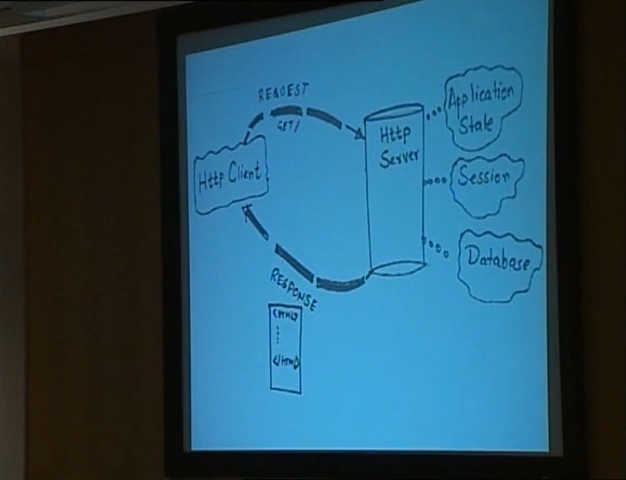 REQUEST
GET/
Http Client
Http
Server
Application
State
Session
Database
RESPONSE
<HTML>
</HTML>